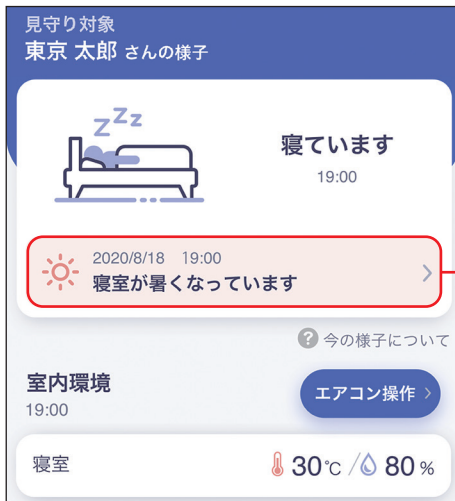 見守り対象
東京 太郎 さんの様子
zZz
寝ています
19:00
2020/8/18 19:00
寝室が暑くなっています
? 今の様子について
室内環境
19:00
エアコン操作
寝室 30℃ / 80%